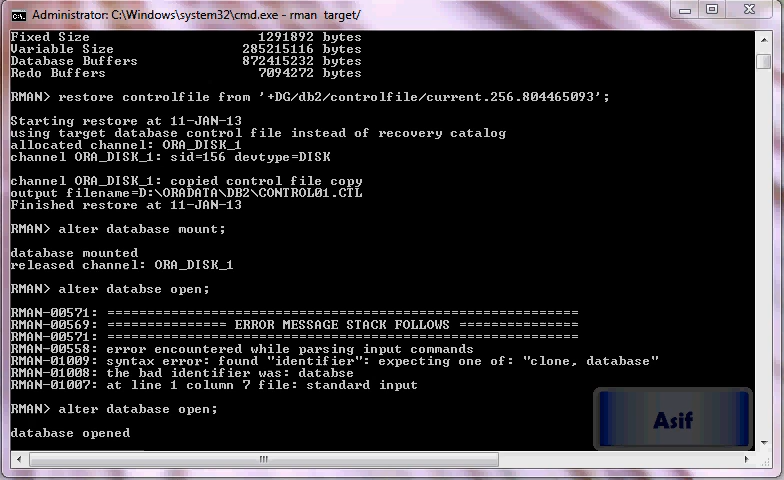 Administrator: C:\Windows\system32\cmd.exe - rman target/
Fixed Size                  1291892 bytes
Variable Size             285215116 bytes
Database Buffers          872415232 bytes
Redo Buffers                7094272 bytes
RMAN> restore controlfile from '+DG/db2/controlfile/current.256.804465093';
Starting restore at 11-JAN-13
using target database control file instead of recovery catalog
allocated channel: ORA_DISK_1
channel ORA_DISK_1: sid=156 devtype=DISK
channel ORA_DISK_1: copied control file copy
output filename=D:\ORADATA\DB2\CONTROL01.CTL
Finished restore at 11-JAN-13
RMAN> alter database mount;
database mounted
released channel: ORA_DISK_1
RMAN> alter databse open;
RMAN-00571: ===========================================================
RMAN-00569: =============== ERROR MESSAGE STACK FOLLOWS ===============
RMAN-00571: ===========================================================
RMAN-00558: error encountered while parsing input commands
RMAN-01009: syntax error: found "identifier": expecting one of: "clone, database"
RMAN-01008: the bad identifier was: databse
RMAN-01007: at line 1 column 7 file: standard input
RMAN> alter database open;
database opened
Asif